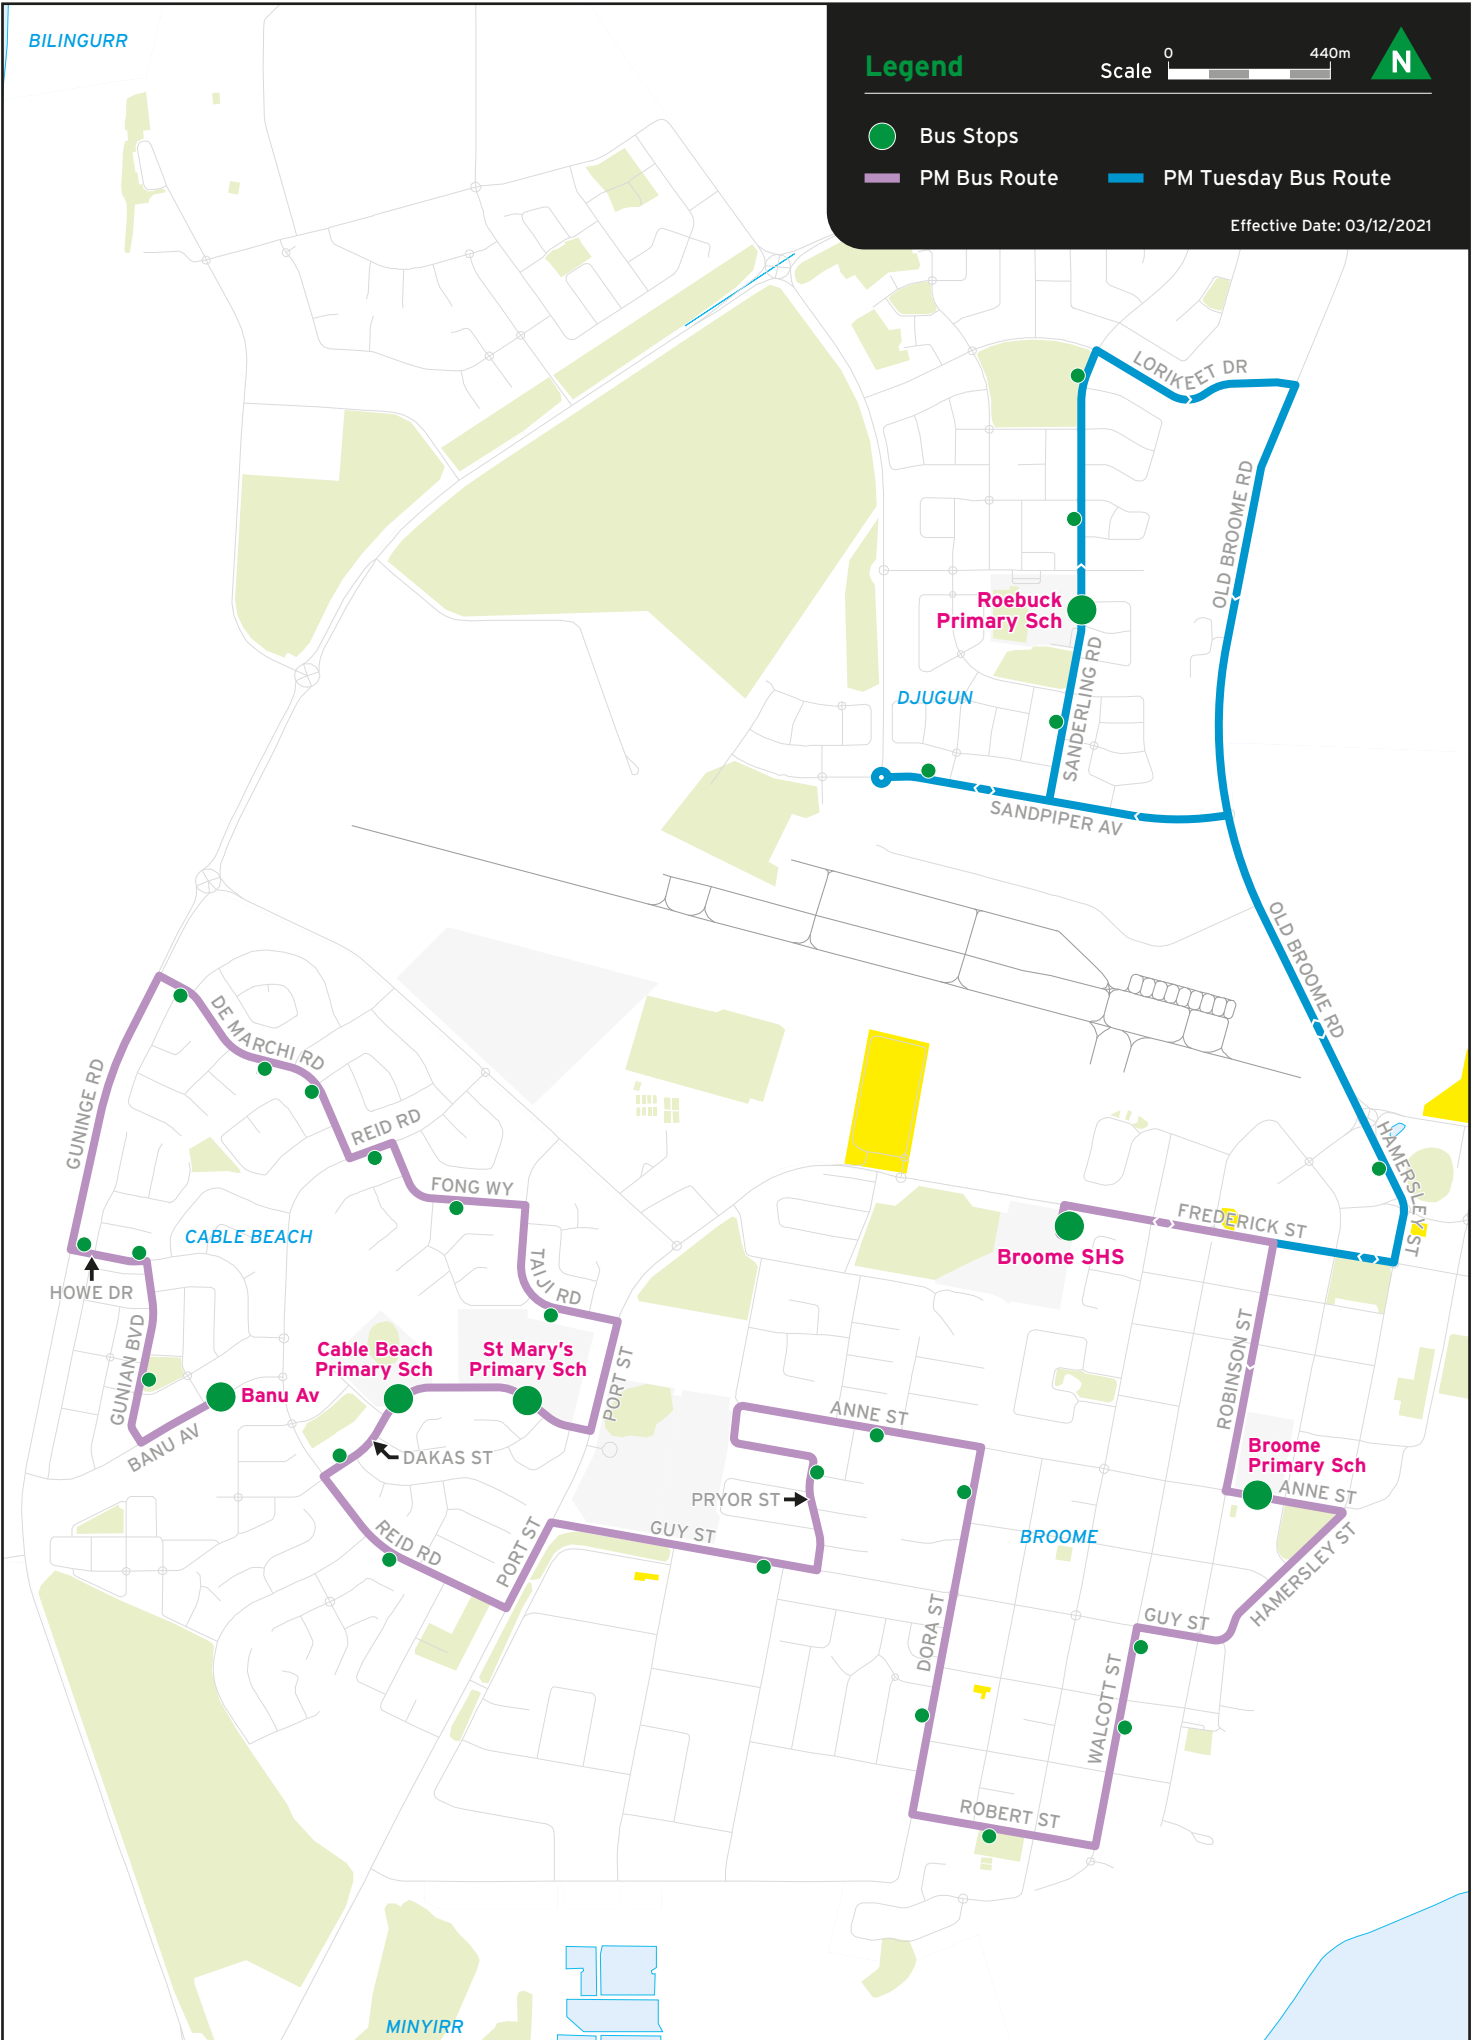 BILINGURR
Legend
Scale
0
440m
N
Bus Stops
PM Bus Route
PM Tuesday Bus Route
Effective Date: 03/12/2021
LORIKEET DR
OLD BROOME RD
Roebuck
Primary Sch
SANDERLING RD
DJUGUN
SANDPIPER AV
OLD BROOME RD
DE MARCHI RD
GUNINGE RD
REID RD
HAMERSLEY ST
FONG WY
FREDERICK ST
CABLE BEACH
Broome SHS
TAIJI RD
HOWE DR
GUNIAN BVD
Cable Beach
Primary Sch
St Mary's
Primary Sch
PORT ST
ROBINSON ST
Banu Av
ANNE ST
BANU AV
DAKAS ST
Broome
Primary Sch
ANNE ST
PRYOR ST
REID RD
PORT ST
GUY ST
BROOME
HAMERSLEY ST
GUY ST
DORA ST
WALCOTT ST
ROBERT ST
MINYIRR